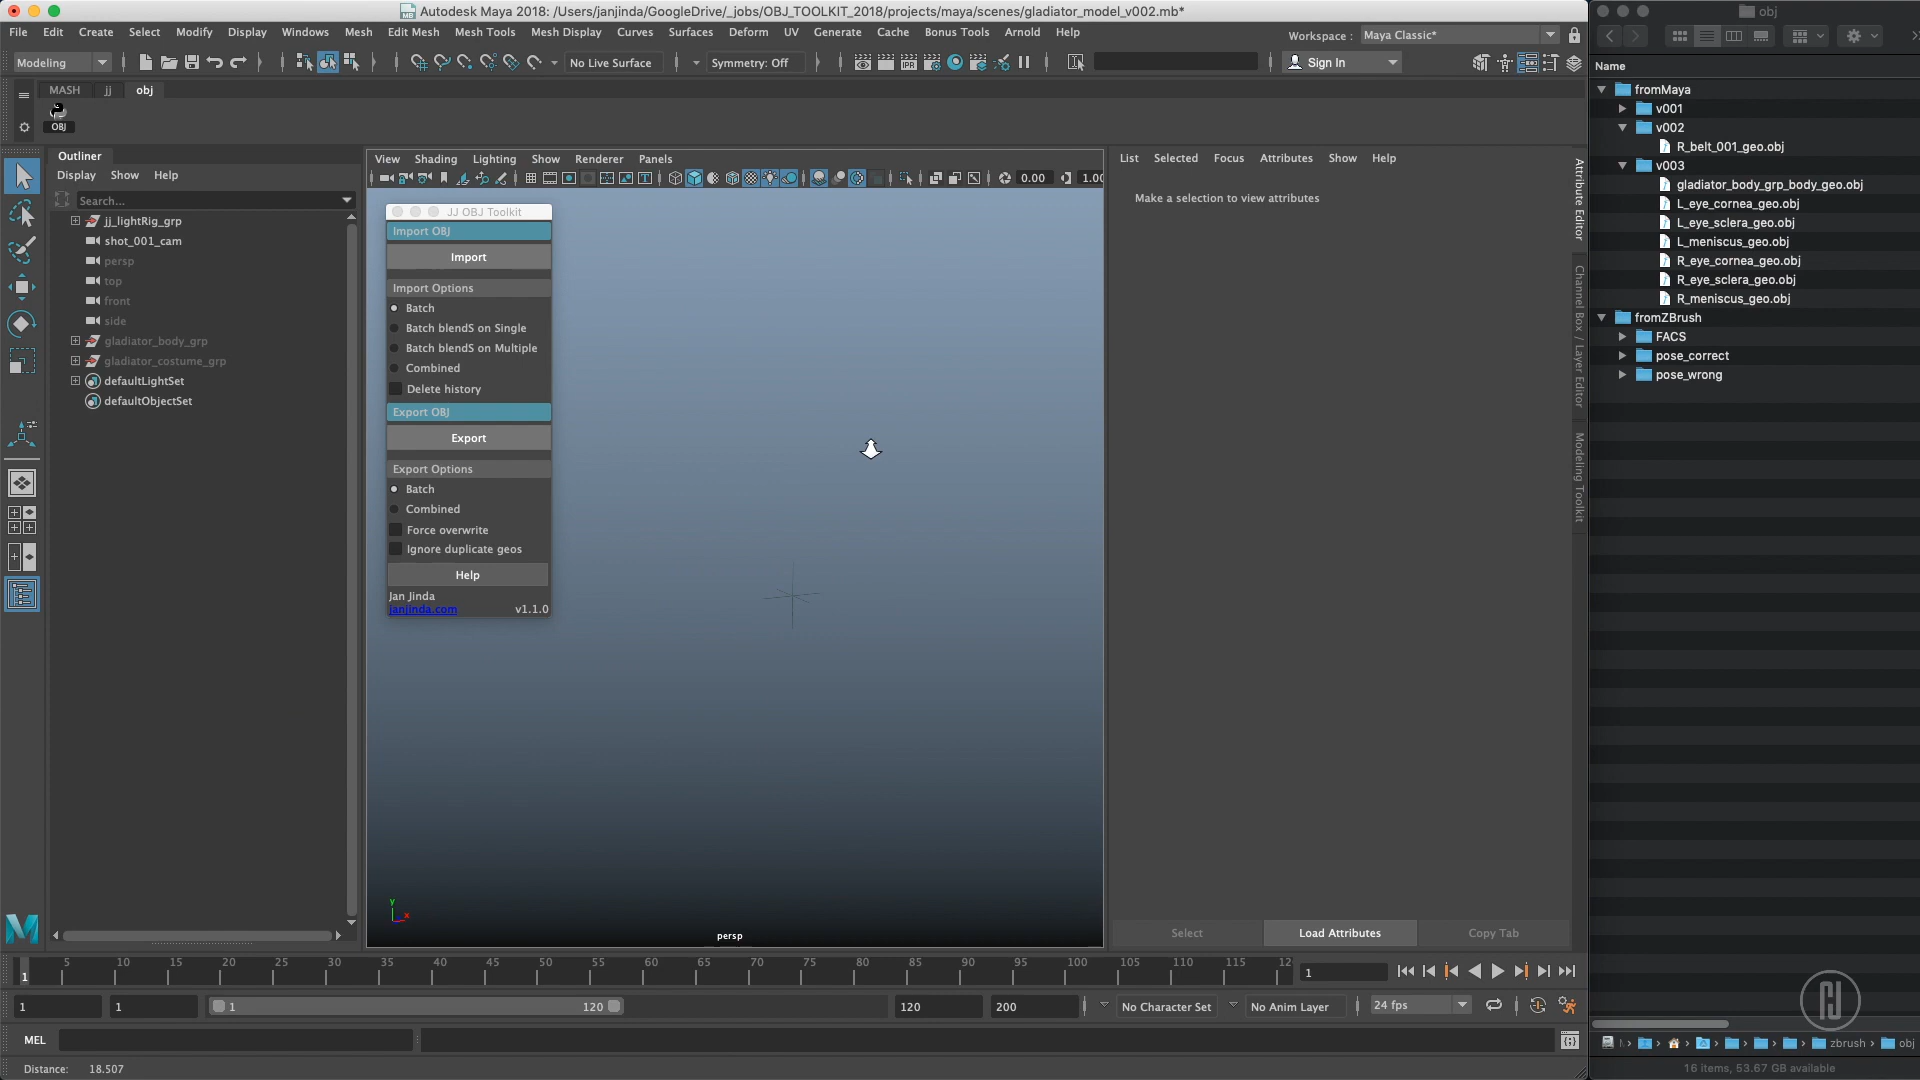 Autodesk Maya 2018: /Users/janjinda/GoogleDrive/_jobs/OBJ_TOOLKIT_2018/projects/maya/scenes/gladiator_model_v002.mb*
obj
File Edit Create Select Modify Display Windows Mesh Edit Mesh Mesh Tools Mesh Display Curves Surfaces Deform UV Generate Cache Bonus Tools Arnold Help
Workspace : Maya Classic*
Modeling
No Live Surface
Symmetry: Off
Sign In
Name
MASH jj obj
OBJ
Outliner
Display Show Help
Search...
jj_lightRig_grp
shot_001_cam
persp
top
front
side
gladiator_body_grp
gladiator_costume_grp
defaultLightSet
defaultObjectSet
View Shading Lighting Show Renderer Panels
0.00
1.00
JJ OBJ Toolkit
Import OBJ
Import
Import Options
Batch
Batch blendS on Single
Batch blendS on Multiple
Combined
Delete history
Export OBJ
Export
Export Options
Batch
Combined
Force overwrite
Ignore duplicate geos
Help
Jan Jinda
janjinda.com v1.1.0
y
x
persp
List Selected Focus Attributes Show Help
Make a selection to view attributes
Attribute Editor
Channel Box / Layer Editor
Modeling Toolkit
Select
Load Attributes
Copy Tab
fromMaya
v001
v002
R_belt_001_geo.obj
v003
gladiator_body_grp_body_geo.obj
L_eye_cornea_geo.obj
L_eye_sclera_geo.obj
L_meniscus_geo.obj
R_eye_cornea_geo.obj
R_eye_sclera_geo.obj
R_meniscus_geo.obj
fromZBrush
FACS
pose_correct
pose_wrong
1 5 10 15 20 25 30 35 40 45 50 55 60 65 70 75 80 85 90 95 100 105 110 115 12
1
1 1 1 120 120 200
No Character Set
No Anim Layer
24 fps
MEL
Distance: 18.507
zbrush obj
16 items, 53.67 GB available